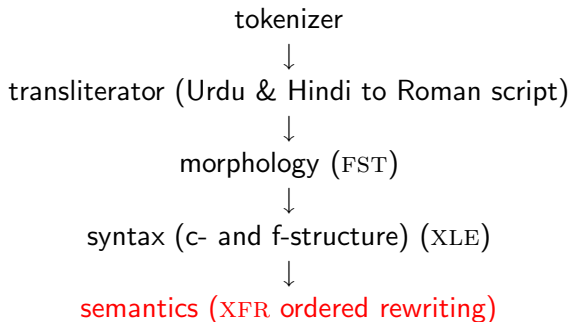 tokenizer
↓
transliterator (Urdu & Hindi to Roman script)
↓
morphology (FST)
↓
syntax (c- and f-structure) (XLE)
↓
semantics (XFR ordered rewriting)